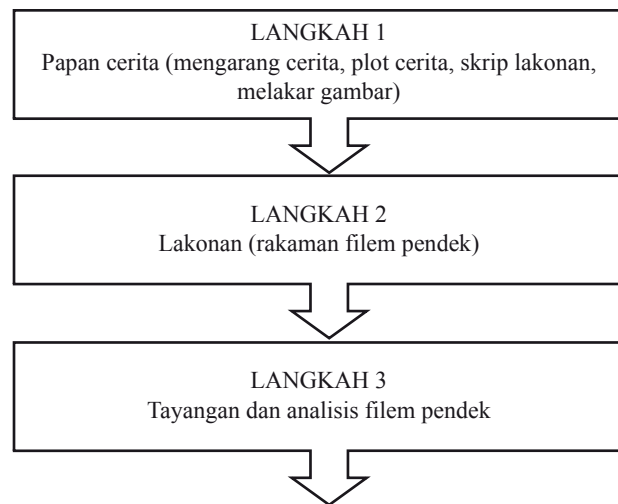 LANGKAH 1
Papan cerita (mengarang cerita, plot cerita, skrip lakonan,
melakar gambar)
LANGKAH 2
Lakonan (rakaman filem pendek)
LANGKAH 3
Tayangan dan analisis filem pendek